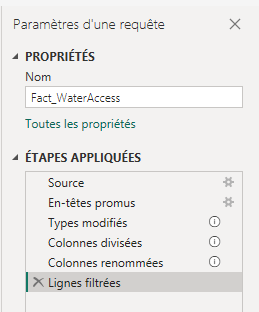 Paramètres d'une requête
PROPRIÉTÉS
Nom
Fact_WaterAccess
Toutes les propriétés
ÉTAPES APPLIQUÉES
Source
En-têtes promus
Types modifiés
Colonnes divisées
Colonnes renommées
Lignes filtrées